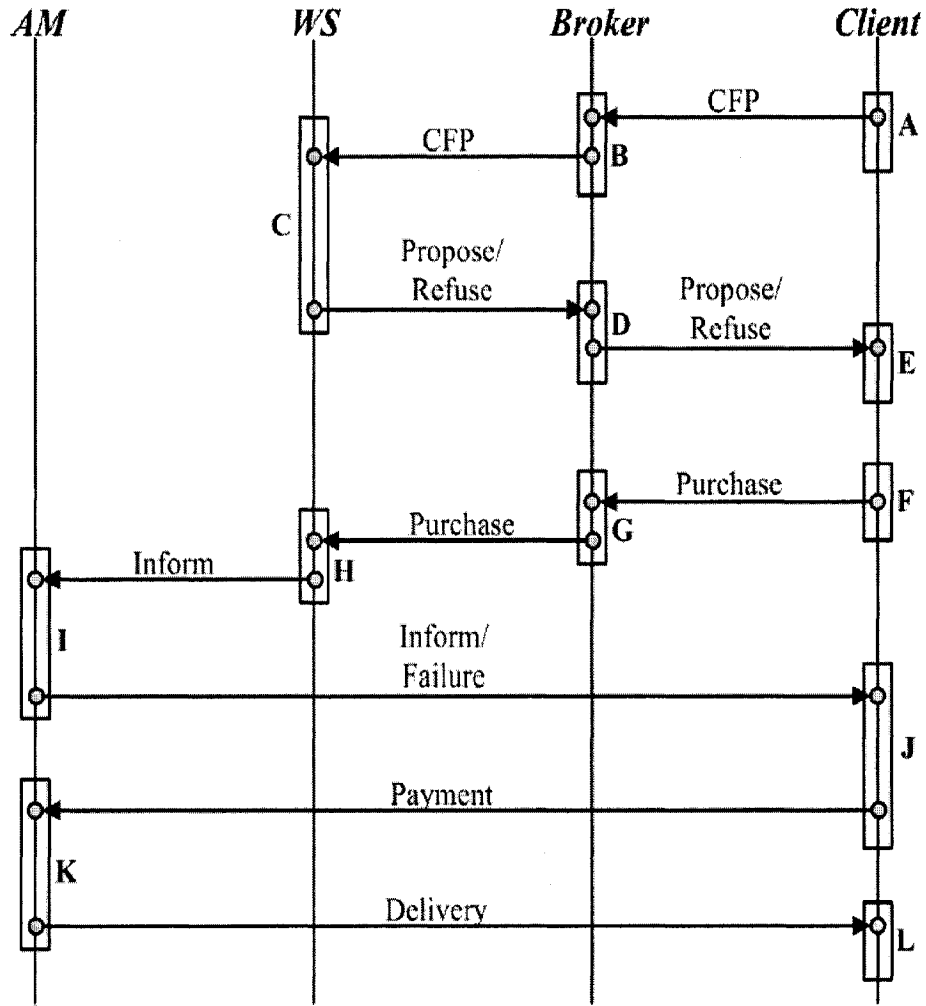 AM WS Broker Client
CFP
A
CFP
B
C
Propose/
Refuse
D
Propose/
Refuse
E
Purchase
F
Purchase
G
Inform
H
I
Inform/
Failure
J
Payment
K
Delivery
L